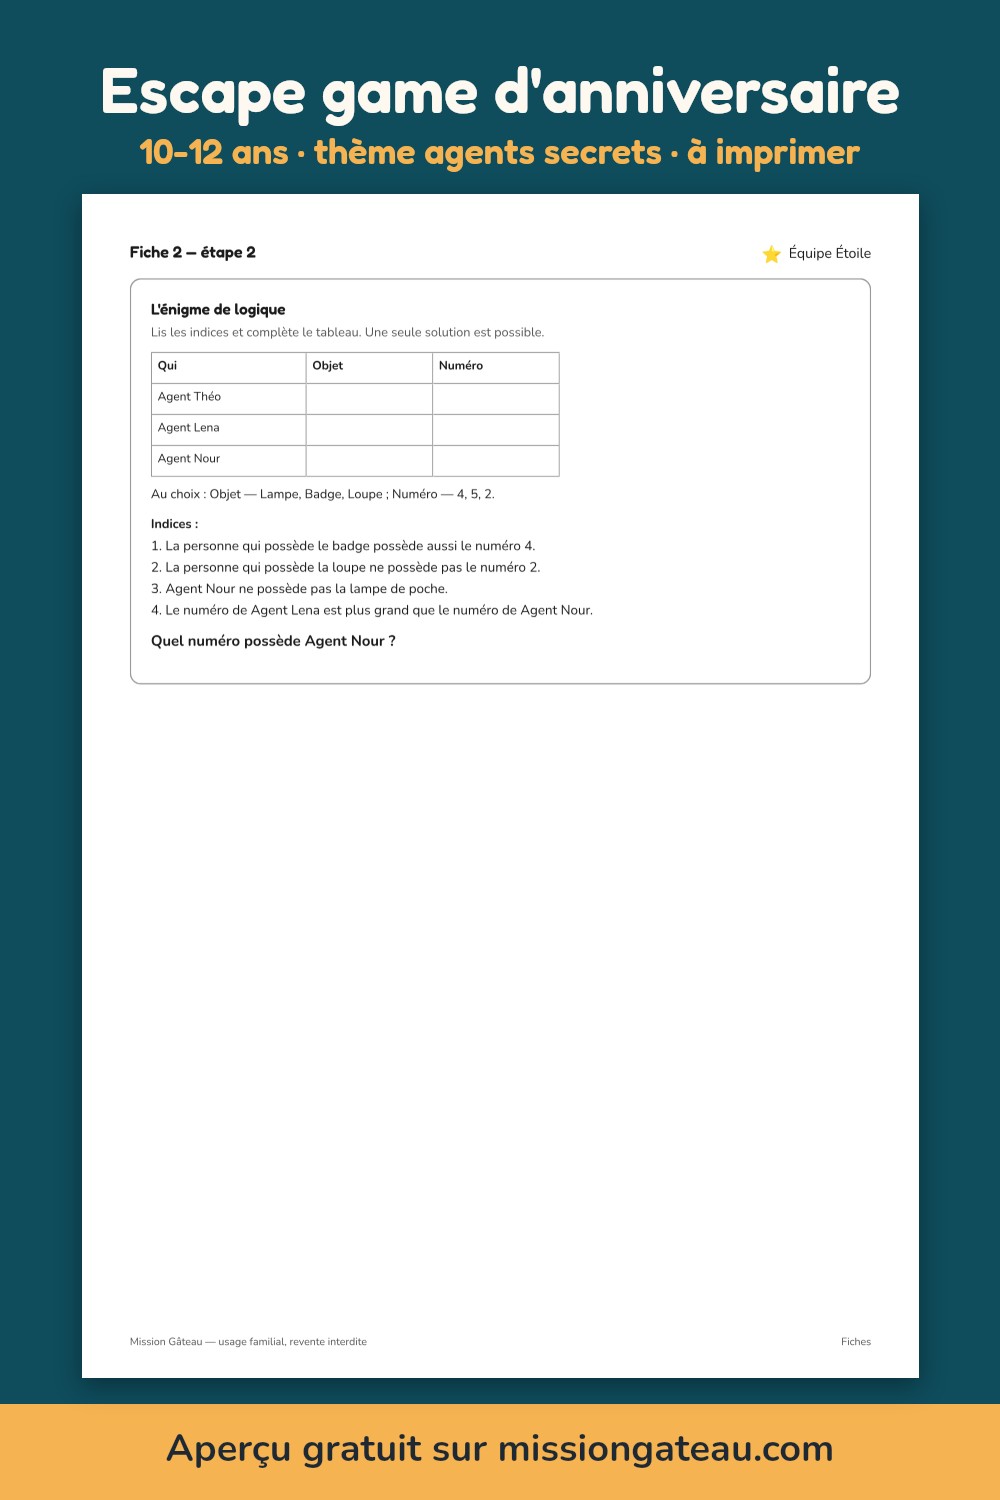 Escape game d'anniversaire
10-12 ans · thème agents secrets · à imprimer
Fiche 2 — étape 2
⭐ Équipe Étoile
L'énigme de logique
Lis les indices et complète le tableau. Une seule solution est possible.
Qui Objet Numéro
Agent Théo
Agent Lena
Agent Nour
Au choix : Objet — Lampe, Badge, Loupe ; Numéro — 4, 5, 2.
Indices :
1. La personne qui possède le badge possède aussi le numéro 4.
2. La personne qui possède la loupe ne possède pas le numéro 2.
3. Agent Nour ne possède pas la lampe de poche.
4. Le numéro de Agent Lena est plus grand que le numéro de Agent Nour.
Quel numéro possède Agent Nour ?
Mission Gâteau — usage familial, revente interdite
Fiches
Aperçu gratuit sur missiongateau.com